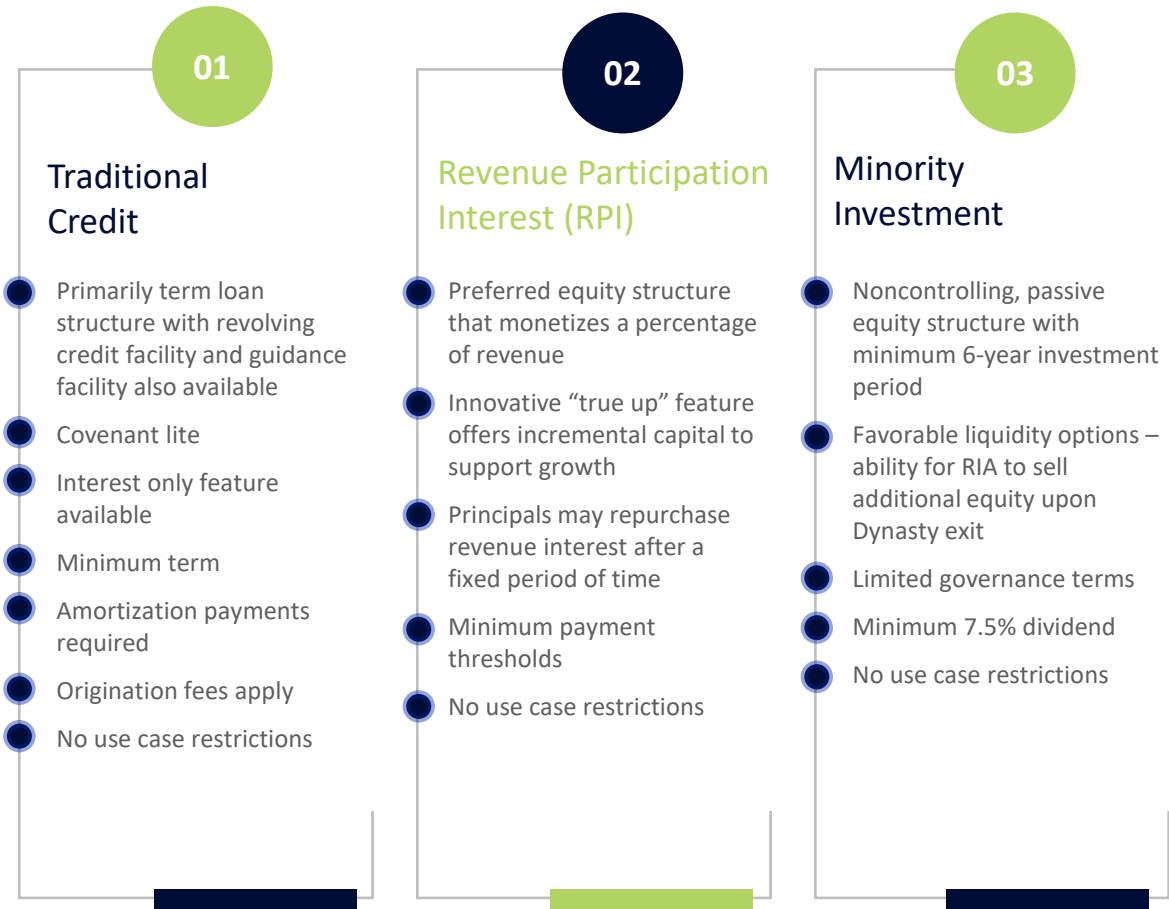 01
Traditional
Credit
Primarily term loan
structure with revolving
credit facility and guidance
facility also available
Covenant lite
Interest only feature
available
Minimum term
Amortization payments
required
Origination fees apply
No use case restrictions
02
Revenue Participation
Interest (RPI)
Preferred equity structure
that monetizes a percentage
of revenue
Innovative “true up” feature
offers incremental capital to
support growth
Principals may repurchase
revenue interest after a
fixed period of time
Minimum payment
thresholds
No use case restrictions
03
Minority
Investment
Noncontrolling, passive
equity structure with
minimum 6-year investment
period
Favorable liquidity options –
ability for RIA to sell
additional equity upon
Dynasty exit
Limited governance terms
Minimum 7.5% dividend
No use case restrictions